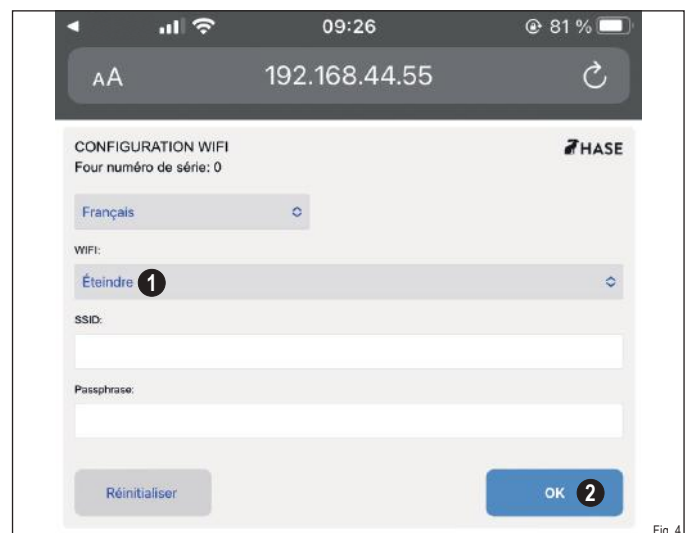 09:26
81 %
AA
192.168.44.55
CONFIGURATION WIFI
HASE
Four numéro de série: 0
Français
WIFI:
Éteindre 1
SSID:
Passphrase:
Réinitialiser
OK 2
Fig. 4